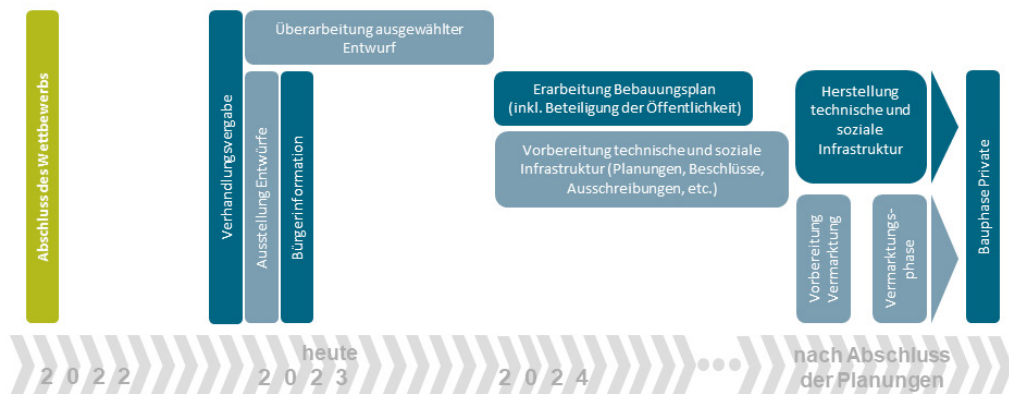 Abschluss des Wettbewerbs
Verhandlungsvergabe
Überarbeitung ausgewählter
Entwurf
Ausstellung Entwürfe
Bürgerinformation
Erarbeitung Bebauungsplan
(inkl. Beteiligung der Öffentlichkeit)
Vorbereitung technische und soziale
Infrastruktur (Planungen, Beschlüsse,
Ausschreibungen, etc.)
Herstellung
technische und
soziale
Infrastruktur
Vorbereitung
Vermarktung
Vermarktungs-
phase
Bauphase Private
2022
heute
2023
2024
nach Abschluss
der Planungen